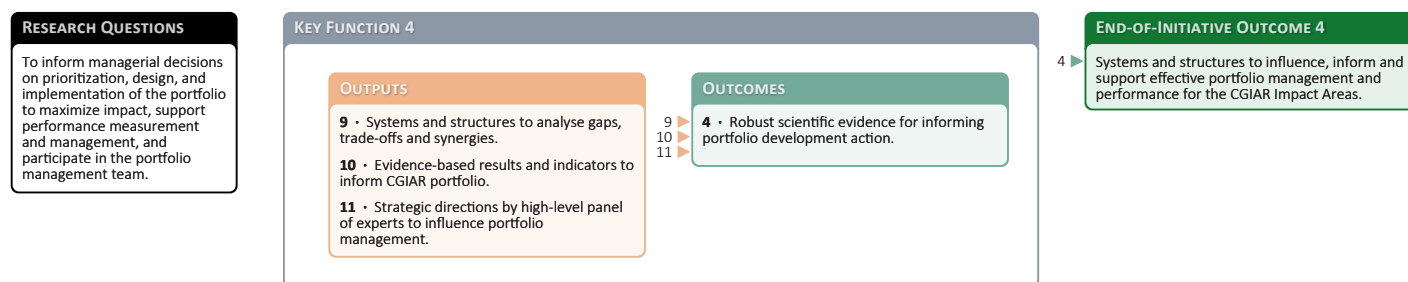 RESEARCH QUESTIONS
To inform managerial decisions
on prioritization, design, and
implementation of the portfolio
to maximize impact, support
performance measurement
and management, and
participate in the portfolio
management team.
KEY FUNCTION 4
OUTPUTS
9 · Systems and structures to analyse gaps,
trade-offs and synergies.
10 · Evidence-based results and indicators to
inform CGIAR portfolio.
11 · Strategic directions by high-level panel
of experts to influence portfolio
management.
9
10
11
OUTCOMES
4 · Robust scientific evidence for informing
portfolio development action.
4
END-OF-INITIATIVE OUTCOME 4
Systems and structures to influence, inform and
support effective portfolio management and
performance for the CGIAR Impact Areas.